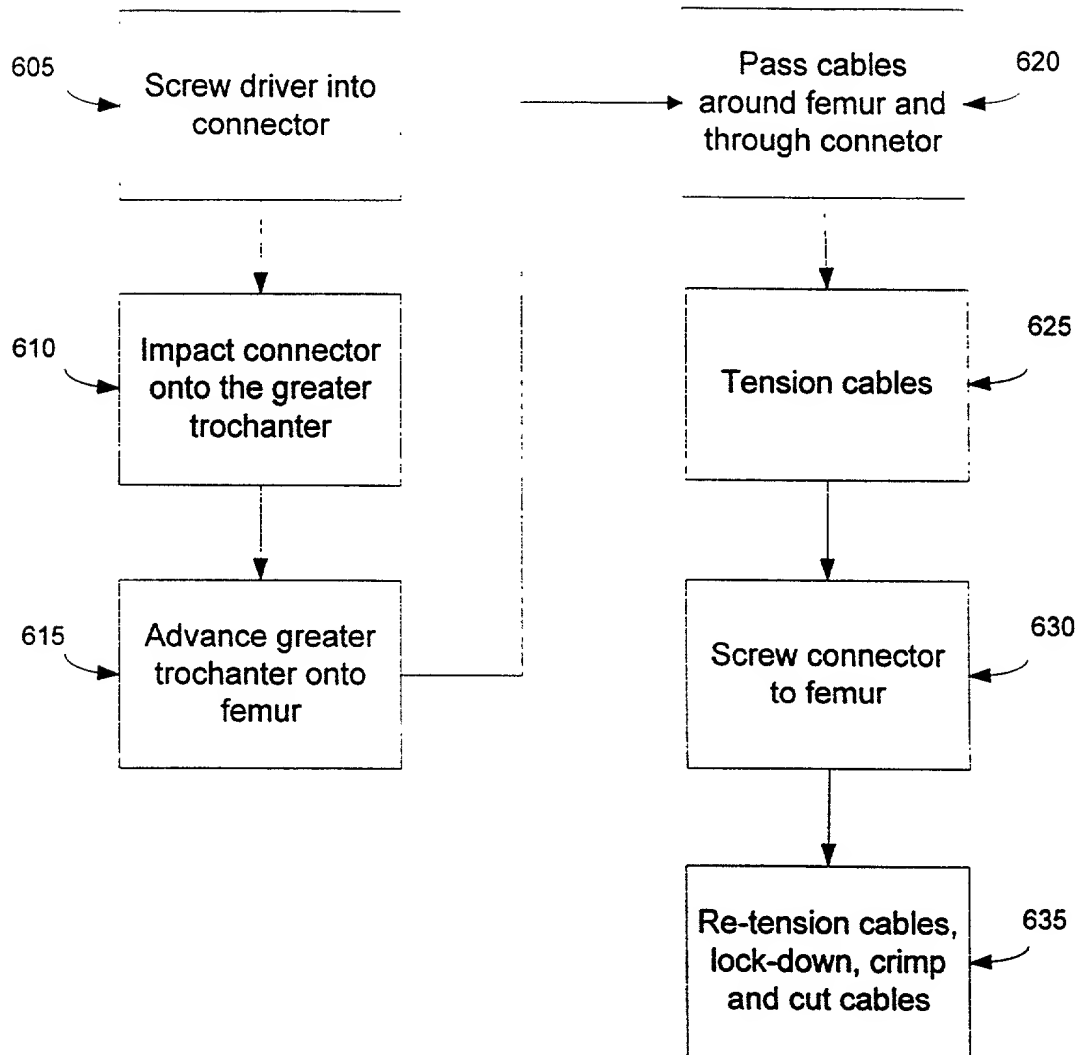 605
Screw driver into
connector
610
Impact connector
onto the greater
trochanter
615
Advance greater
trochanter onto
femur
620
Pass cables
around femur and
through connetor
625
Tension cables
630
Screw connector
to femur
635
Re-tension cables,
lock-down, crimp
and cut cables